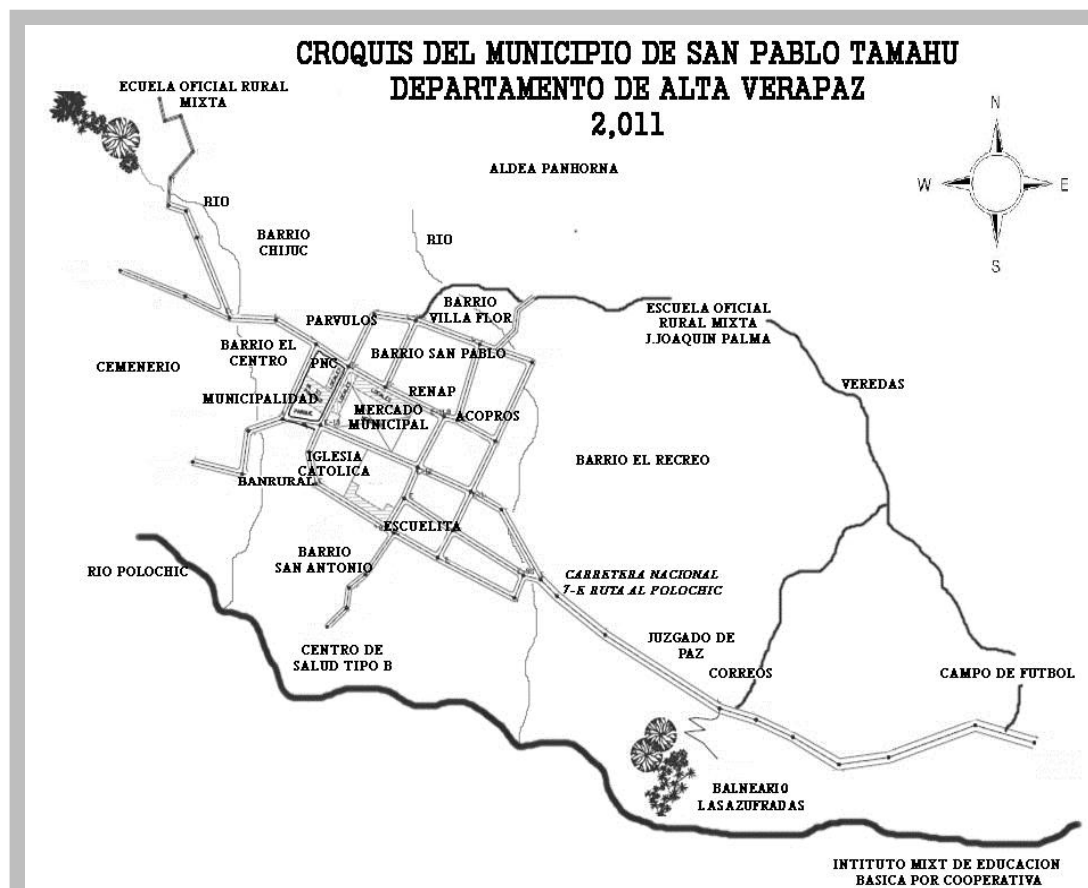 CROQUIS DEL MUNICIPIO DE SAN PABLO TAMAHU
DEPARTAMENTO DE ALTA VERAPAZ
2,011
ECUELA OFICIAL RURAL
MIXTA
N
W
E
S
ALDEA PANHORNA
RIO
BARRIO
CHIJUC
RIO
BARRIO
VILLA FLOR
ESCUELA OFICIAL
RURAL MIXTA
J.JOAQUIN PALMA
PARVULOS
BARRIO EL
CENTRO
PNC
BARRIO SAN PABLO
CEMENERIO
VEREDAS
RENAP
MUNICIPALIDAD
LOCALES
LOCALES
LOCALES
PARQUE
MERCADO
MUNICIPAL
ACOPROS
IGLESIA
CATOLICA
BARRIO EL RECREO
BANRURAL
ESCUELITA
BARRIO
SAN ANTONIO
RIO POLOCHIC
CARRETERA NACIONAL
7-E RUTA AL POLOCHIC
CENTRO DE
SALUD TIPO B
JUZGADO DE
PAZ
CORREOS
CAMPO DE FUTBOL
BALNEARIO
LASAZUFRADAS
INTITUTO MIXT DE EDUCACION
BASICA POR COOPERATIVA